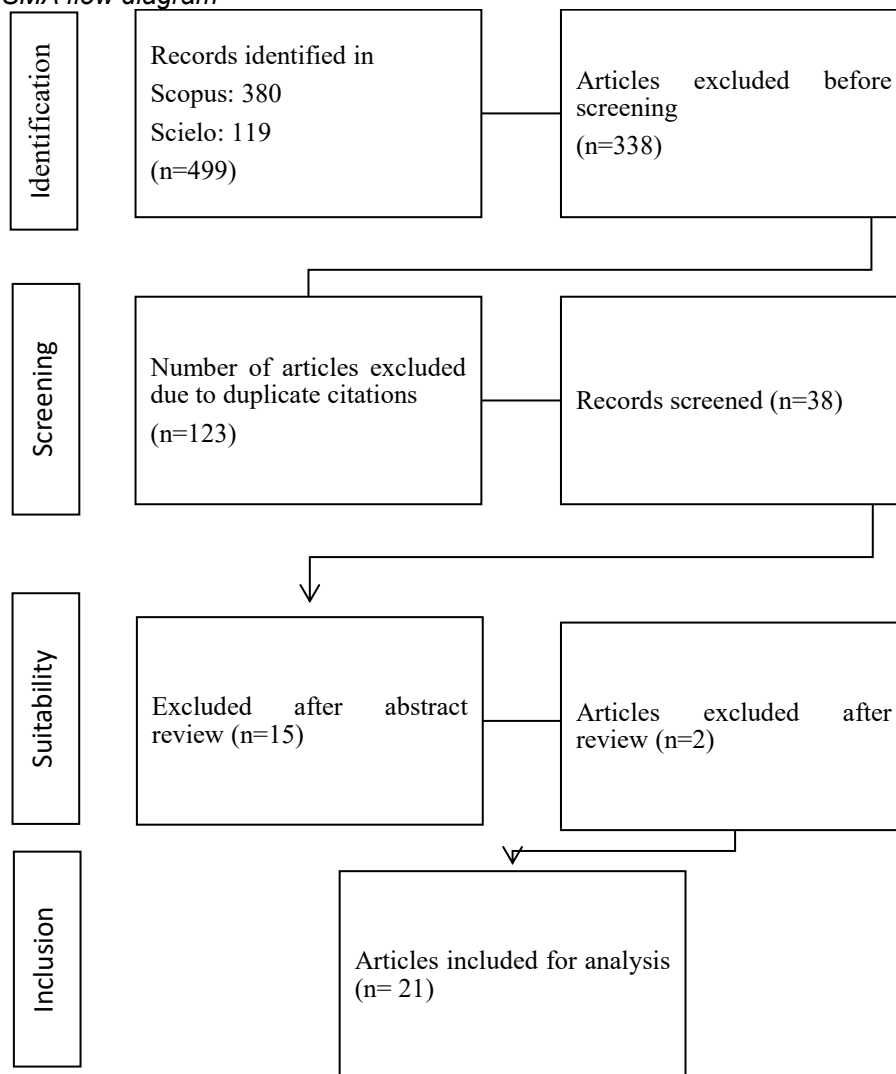 SMA flow diagram
Identification
Records identified in
Scopus: 380
Scielo: 119
(n=499)
Articles excluded before
screening
(n=338)
Screening
Number of articles excluded
due to duplicate citations
(n=123)
Records screened (n=38)
Suitability
Excluded after abstract
review (n=15)
Articles excluded after
review (n=2)
Inclusion
Articles included for analysis
(n= 21)